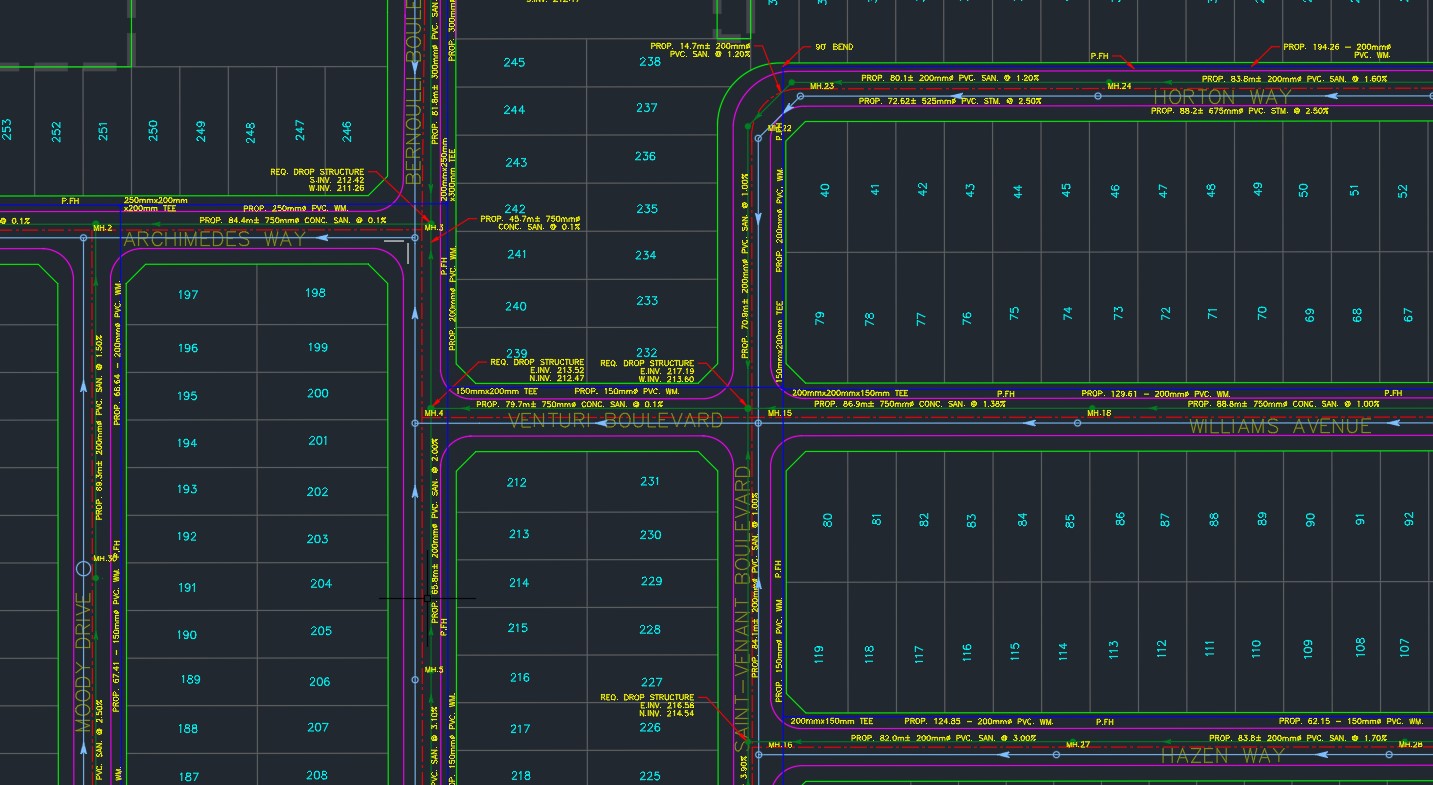 245
238
244
237
243
236
242
235
241
234
240
233
239
232
253
252
251
250
249
248
247
246
BERNOULLI BOULE
PROP. 14.7m± 200mmø
PVC. SAN. @ 1.20%
90° BEND
P.FH
PROP. 194.26 - 200mmø
PVC. WM.
PROP. 80.1± 200mmø PVC. SAN. @ 1.20%
PROP. 83.8m± 200mmø PVC. SAN. @ 1.60%
MH.23
MH.24
HORTON WAY
PROP. 72.62± 525mmø PVC. STM. @ 2.50%
PROP. 88.2± 675mmø PVC. STM. @ 2.50%
PROP. 81.8m± 300mmø PVC. SAN.
200mmx250mm
x300mm TEE
REQ. DROP STRUCTURE
S.INV. 212.42
W.INV. 211.26
P.FH
250mmx200mm
x200mm TEE
PROP. 250mmø PVC. WM.
@ 0.1%
PROP. 84.4m± 750mmø CONC. SAN. @ 0.1%
MH.2
MH.3
ARCHIMEDES WAY
PROP. 45.7m± 750mmø
CONC. SAN. @ 0.1%
P.FH
PROP. 200mmø PVC. WM.
PROP. 70.9m± 200mmø PVC. SAN. @ 1.00%
PROP. 200mmø PVC. WM.
150mmx200mm TEE
40
41
42
43
44
45
46
47
48
49
50
51
52
79
78
77
76
75
74
73
72
71
70
69
68
67
197
198
196
199
195
200
194
201
193
202
192
203
191
204
190
205
189
206
188
207
187
208
REQ. DROP STRUCTURE
E.INV. 213.52
N.INV. 212.47
REQ. DROP STRUCTURE
E.INV. 217.19
W.INV. 213.60
150mmx200mm TEE
PROP. 150mmø PVC. WM.
200mmx200mmx150mm TEE
P.FH
PROP. 129.61 - 200mmø PVC. WM.
P.FH
PROP. 79.7m± 750mmø CONC. SAN. @ 0.1%
PROP. 86.9m± 750mmø CONC. SAN. @ 1.38%
PROP. 88.8m± 750mmø CONC. SAN. @ 1.00%
MH.4
MH.15
MH.18
VENTURI BOULEVARD
WILLIAMS AVENUE
PROP. 89.3m± 200mmø PVC. SAN. @ 1.50%
PROP. 68.64 - 200mmø PVC. WM.
P.FH
PROP. 67.41 - 150mmø PVC. WM.
MOODY DRIVE
PVC. SAN. @ 2.50%
PROP. 65.8m± 200mmø PVC. SAN. @ 2.00%
P.FH
MH.5
PVC. SAN. @ 3.10%
PROP. 150mmø PVC. WM.
212
231
213
230
214
229
215
228
216
227
217
226
218
225
SAINT-VENANT BOULEVARD
PROP. 84.1m± 200mmø PVC. SAN. @ 1.00%
P.FH
PROP. 150mmø PVC. WM.
80
81
82
83
84
85
86
87
88
89
90
91
92
119
118
117
116
115
114
113
112
111
110
109
108
107
REQ. DROP STRUCTURE
E.INV. 216.58
N.INV. 214.54
200mmx150mm TEE
PROP. 124.85 - 200mmø PVC. WM.
P.FH
PROP. 62.15 - 150mmø PVC. WM.
PROP. 82.0m± 200mmø PVC. SAN. @ 3.00%
PROP. 83.8± 200mmø PVC. SAN. @ 1.70%
MH.16
MH.27
MH.28
HAZEN WAY
3.90%